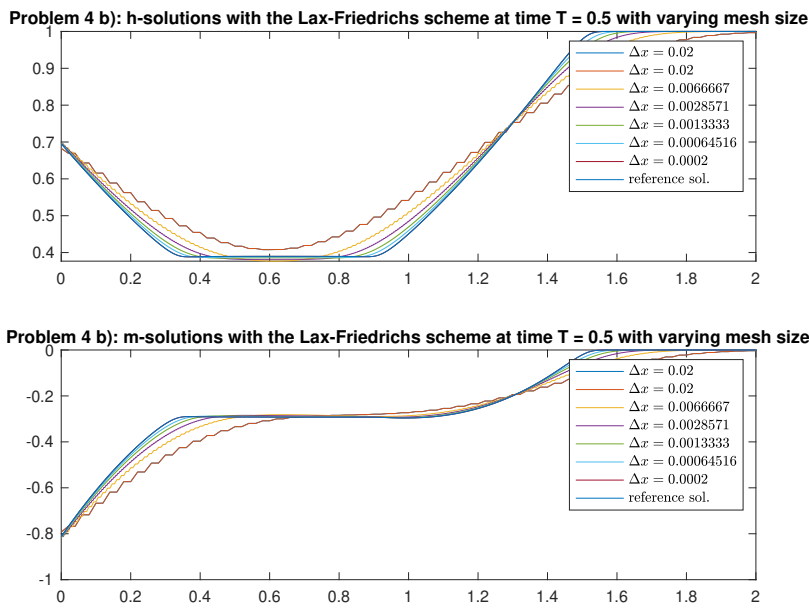 Problem 4 b): h-solutions with the Lax-Friedrichs scheme at time T = 0.5 with varying mesh size
1
0.9
0.8
0.7
0.6
0.5
0.4
0 0.2 0.4 0.6 0.8 1 1.2 1.4 1.6 1.8 2
Δx = 0.02
Δx = 0.02
Δx = 0.0066667
Δx = 0.0028571
Δx = 0.0013333
Δx = 0.00064516
Δx = 0.0002
reference sol.
Problem 4 b): m-solutions with the Lax-Friedrichs scheme at time T = 0.5 with varying mesh size
0
-0.2
-0.4
-0.6
-0.8
-1
0 0.2 0.4 0.6 0.8 1 1.2 1.4 1.6 1.8 2
Δx = 0.02
Δx = 0.02
Δx = 0.0066667
Δx = 0.0028571
Δx = 0.0013333
Δx = 0.00064516
Δx = 0.0002
reference sol.